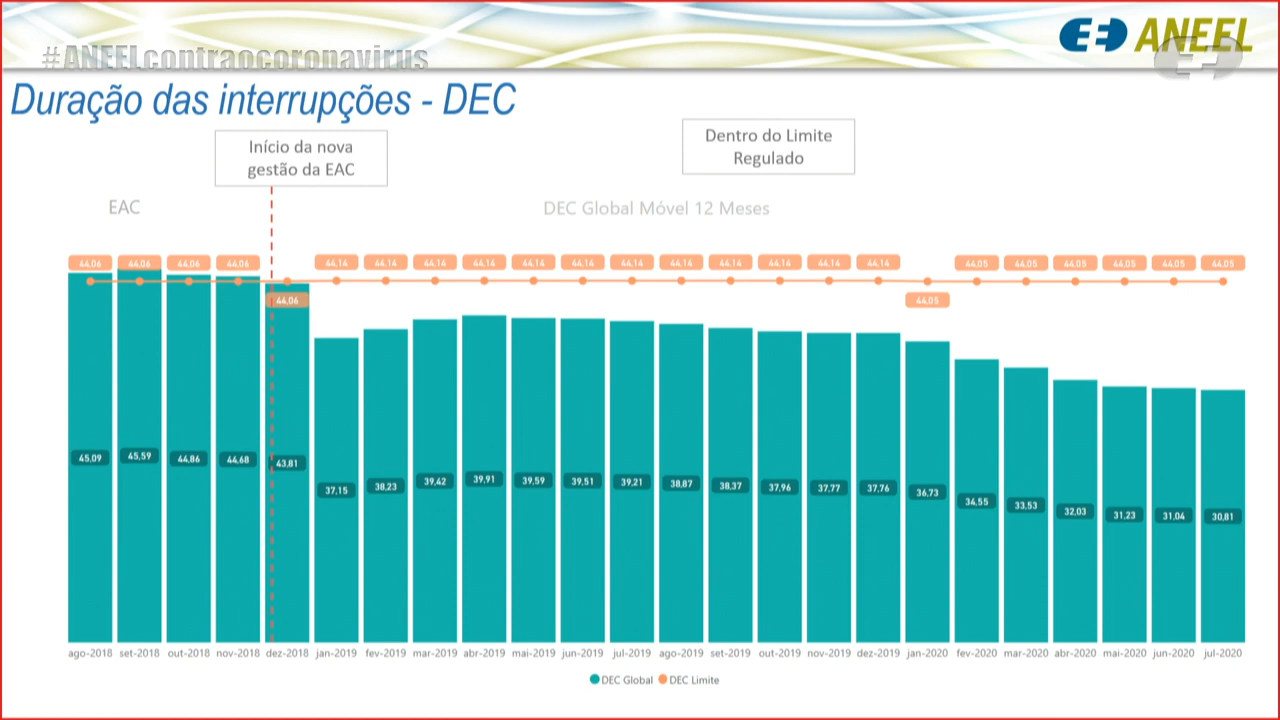 #ANEELcontraocoronavirus
ANEEL
Duração das interrupções - DEC
Início da nova
gestão da EAC
Dentro do Limite
Regulado
EAC
DEC Global Móvel 12 Meses
44,06 44,06 44,06 44,06 44,06 44,14 44,14 44,14 44,14 44,14 44,14 44,14 44,14 44,14 44,14 44,14 44,14 44,05 44,05 44,05 44,05 44,05 44,05 44,05
45,09 45,59 44,86 44,68 43,81 37,15 38,23 39,42 39,91 39,59 39,51 39,21 38,87 38,37 37,96 37,77 37,76 36,73 34,55 33,53 32,03 31,23 31,04 30,81
ago-2018 set-2018 out-2018 nov-2018 dez-2018 jan-2019 fev-2019 mar-2019 abr-2019 mai-2019 jun-2019 jul-2019 ago-2019 set-2019 out-2019 nov-2019 dez-2019 jan-2020 fev-2020 mar-2020 abr-2020 mai-2020 jun-2020 jul-2020
DEC Global DEC Limite